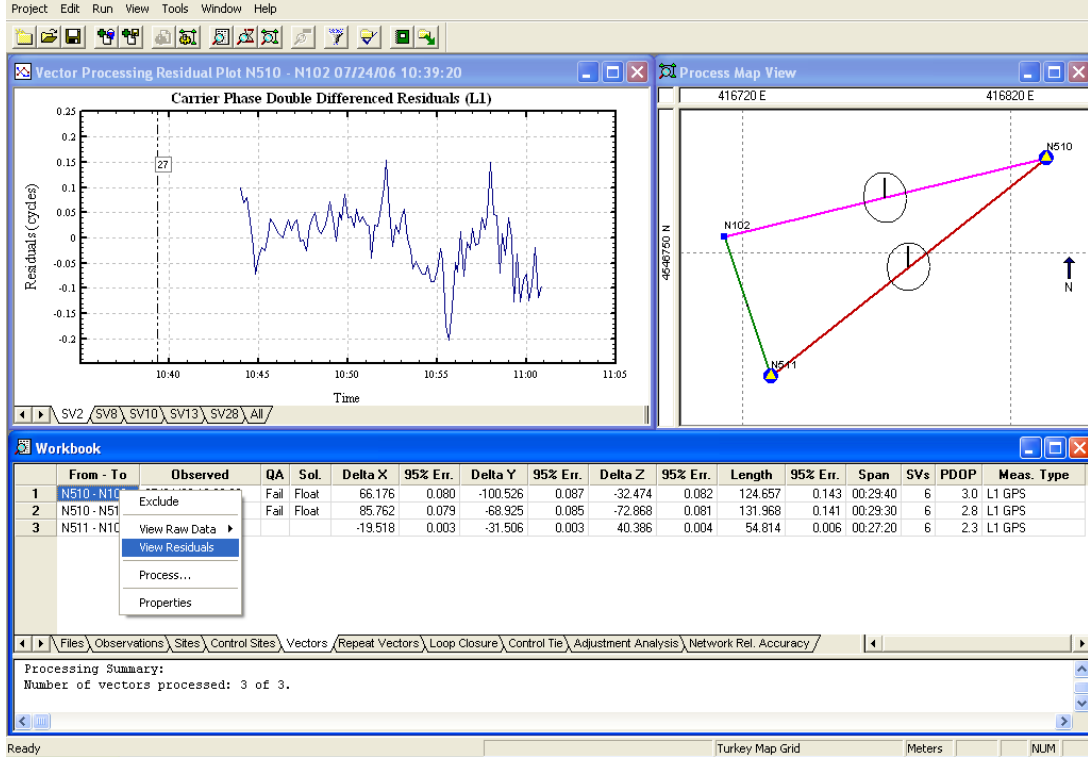 Project Edit Run View Tools Window Help
Vector Processing Residual Plot N510 - N102 07/24/06 10:39:20
Carrier Phase Double Differenced Residuals (L1)
0.25
0.2
0.15
0.1
0.05
0
-0.05
-0.1
-0.15
-0.2
Residuals(cycles)
27
10:40 10:45 10:50 10:55 11:00 11:05
Time
SV2 SV8 SV10 SV13 SV28 All
Process Map View
416720 E 416820 E
4546750 N
N510
N102
N511
N
Workbook
From - To Observed QA Sol. Delta X 95% Err. Delta Y 95% Err. Delta Z 95% Err. Length 95% Err. Span SVs PDOP Meas. Type
1 N510 - N10 Fail Float 66.176 0.080 -100.526 0.087 -32.474 0.082 124.657 0.143 00:29:40 6 3.0 L1 GPS
2 N510 - N51 Fail Float 85.762 0.079 -68.925 0.085 -72.868 0.081 131.968 0.141 00:29:30 6 2.8 L1 GPS
3 N511 - N10 -19.518 0.003 -31.506 0.003 40.386 0.004 54.814 0.006 00:27:20 6 2.3 L1 GPS
Exclude
View Raw Data
View Residuals
Process...
Properties
Files Observations Sites Control Sites Vectors Repeat Vectors Loop Closure Control Tie Adjustment Analysis Network Rel. Accuracy
Processing Summary:
Number of vectors processed: 3 of 3.
Ready Turkey Map Grid Meters NUM